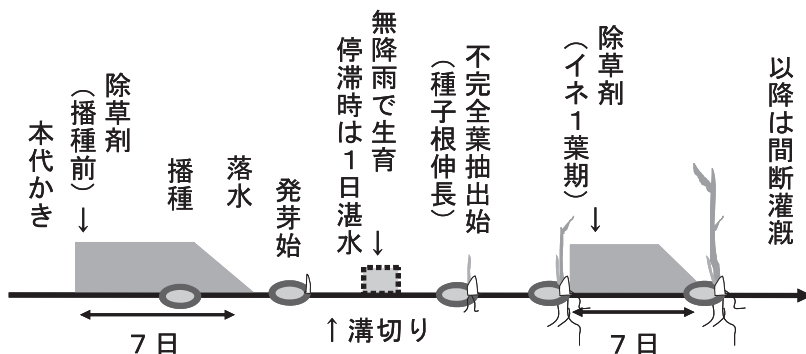 本代かき
除草剤
（播種前）
播種
落水
発芽始
無降雨で生育
停滞時は１日湛水
不完全葉抽出始
（種子根伸長）
除草剤
（イネ１葉期）
以降は間断灌漑
７日
↑溝切り
７日